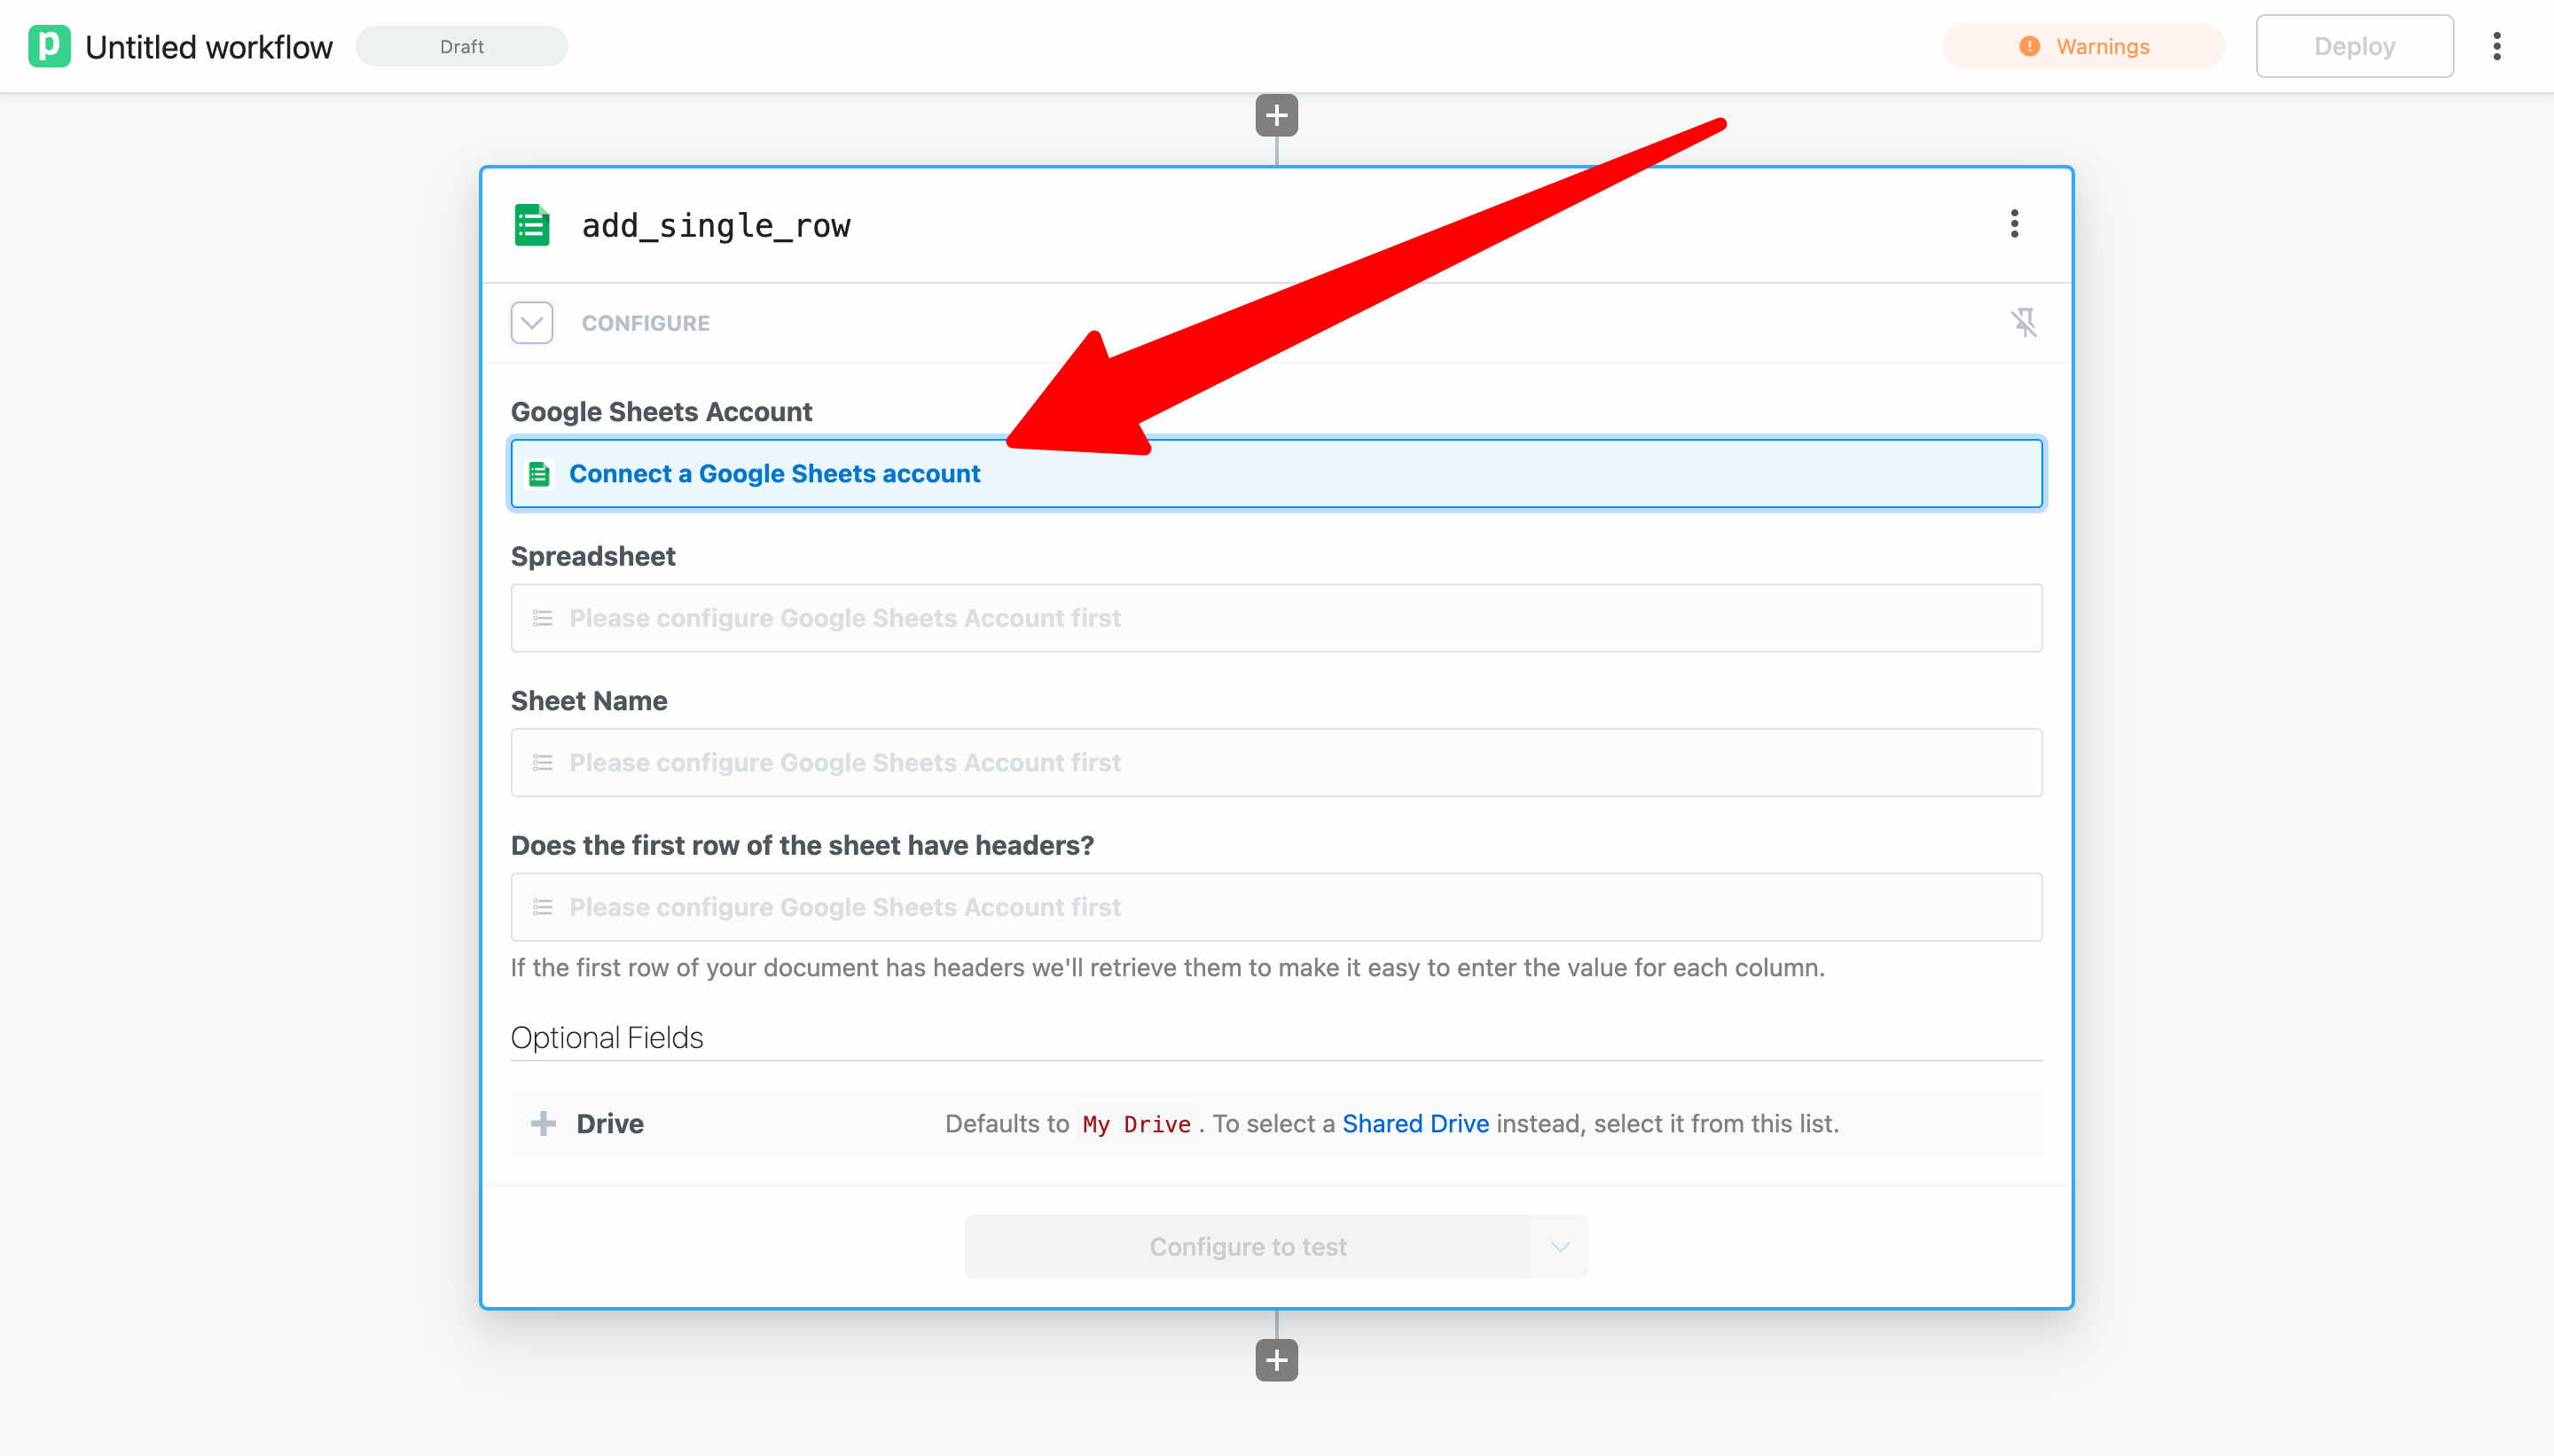 p Untitled workflow Draft Warnings Deploy
add_single_row
CONFIGURE
Google Sheets Account
Connect a Google Sheets account
Spreadsheet
Please configure Google Sheets Account first
Sheet Name
Please configure Google Sheets Account first
Does the first row of the sheet have headers?
Please configure Google Sheets Account first
If the first row of your document has headers we'll retrieve them to make it easy to enter the value for each column.
Optional Fields
Drive Defaults to My Drive. To select a Shared Drive instead, select it from this list.
Configure to test